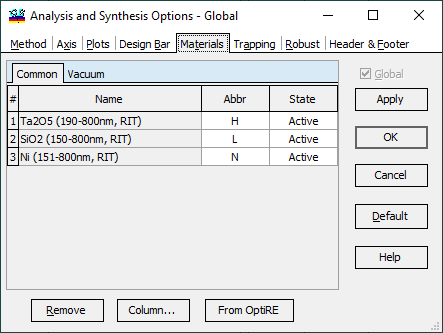 Analysis and Synthesis Options - Global
Method Axis Plots Design Bar Materials Trapping Robust Header & Footer
Common Vacuum
Global
# Name Abbr State
1 Ta2O5 (190-800nm, RIT) H Active
2 SiO2 (150-800nm, RIT) L Active
3 Ni (151-800nm, RIT) N Active
Apply
OK
Cancel
Default
Help
Remove Column... From OptiRE